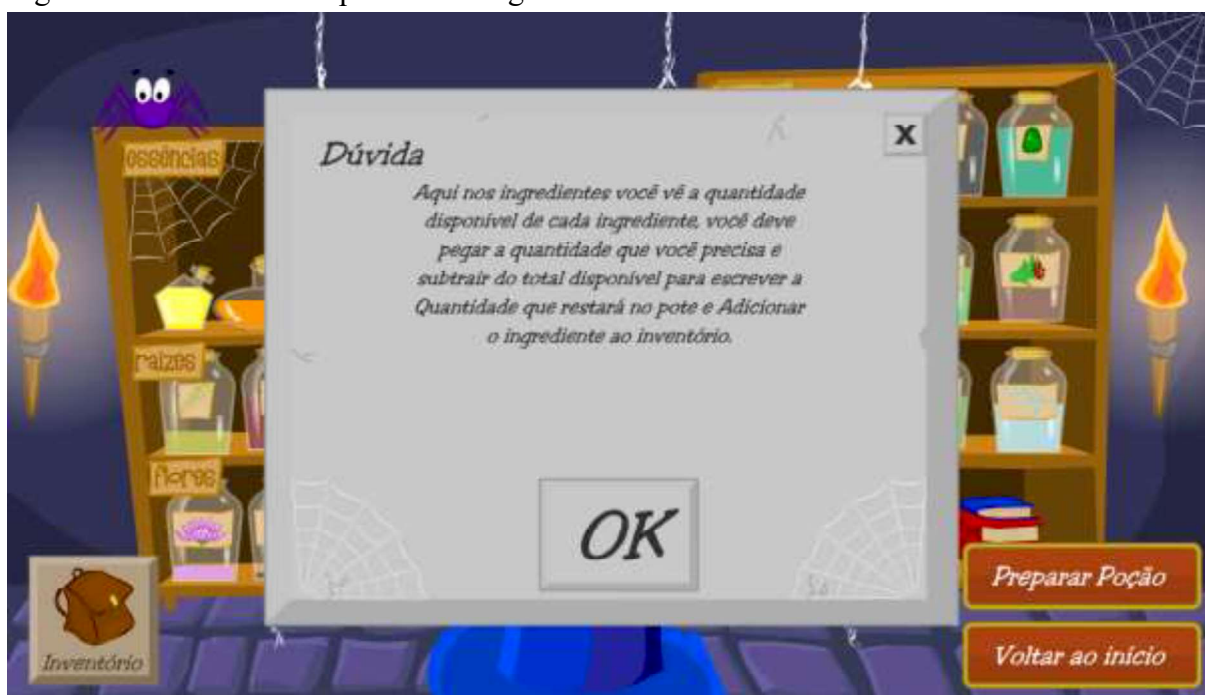 essências
Dúvida
X
Aqui nos ingredientes você vê a quantidade
disponível de cada ingrediente, você deve
pegar a quantidade que você precisa e
subtrair do total disponível para escrever a
Quantidade que restará no pote e Adicionar
o ingrediente ao inventório.
raízes
flores
OK
Preparar Poção
Inventório
Voltar ao início